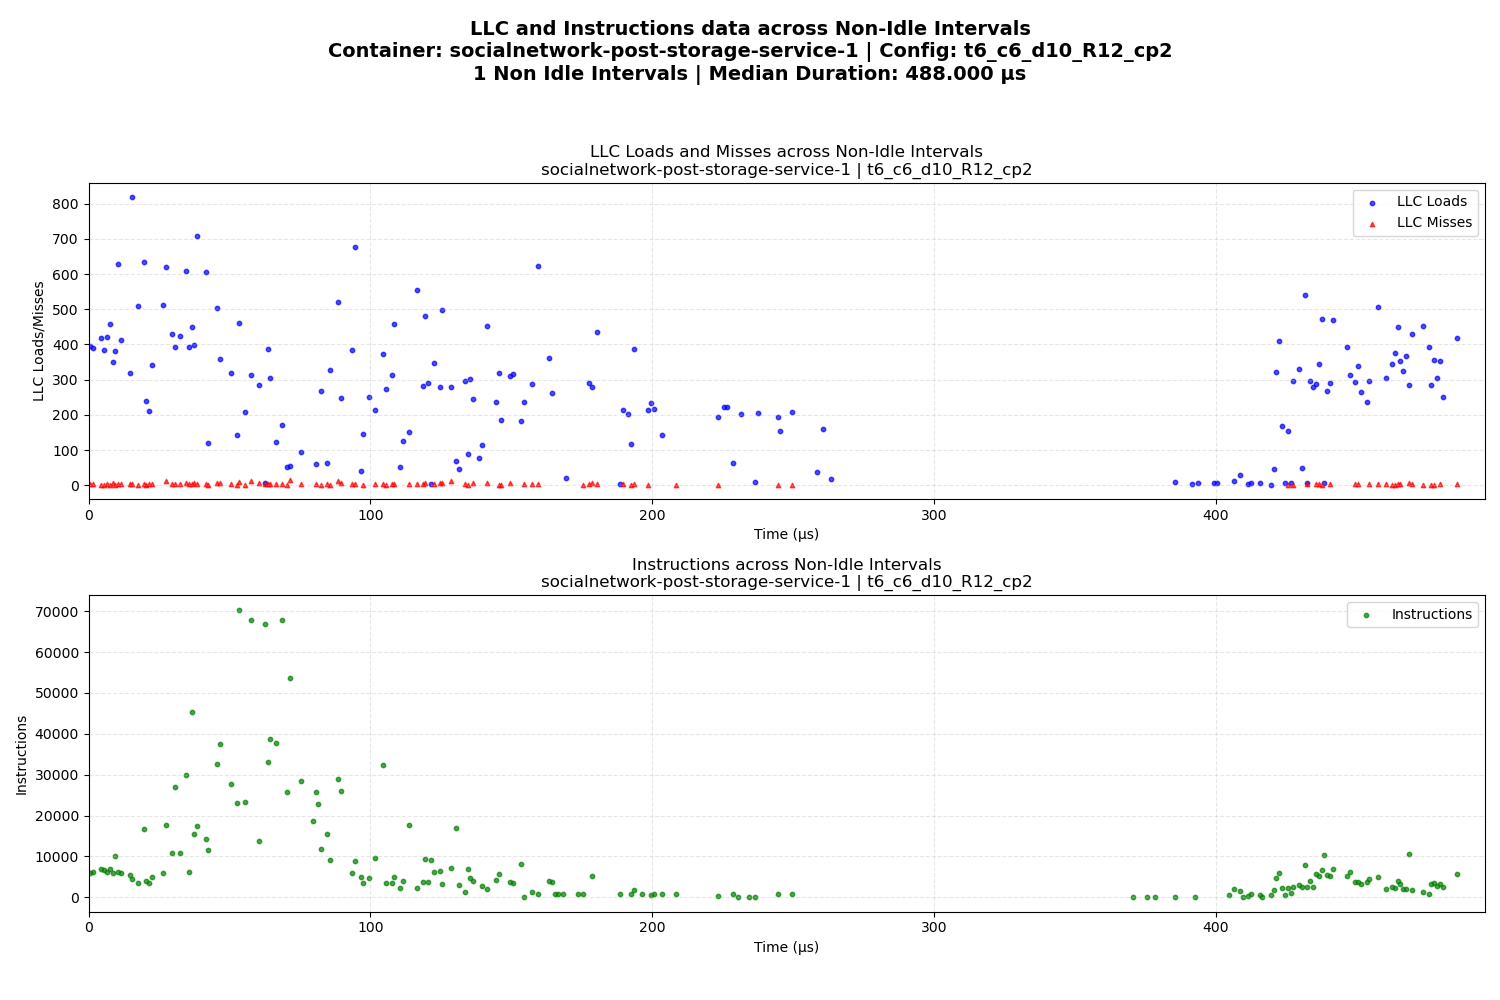 LLC and Instructions data across Non-Idle Intervals
Container: socialnetwork-post-storage-service-1 | Config: t6_c6_d10_R12_cp2
1 Non Idle Intervals | Median Duration: 488.000 µs
LLC Loads and Misses across Non-Idle Intervals
socialnetwork-post-storage-service-1 | t6_c6_d10_R12_cp2
LLC Loads
LLC Misses
LLC Loads/Misses
800
700
600
500
400
300
200
100
0
0 100 200 300 400
Time (µs)
Instructions across Non-Idle Intervals
socialnetwork-post-storage-service-1 | t6_c6_d10_R12_cp2
Instructions
Instructions
70000
60000
50000
40000
30000
20000
10000
0
0 100 200 300 400
Time (µs)